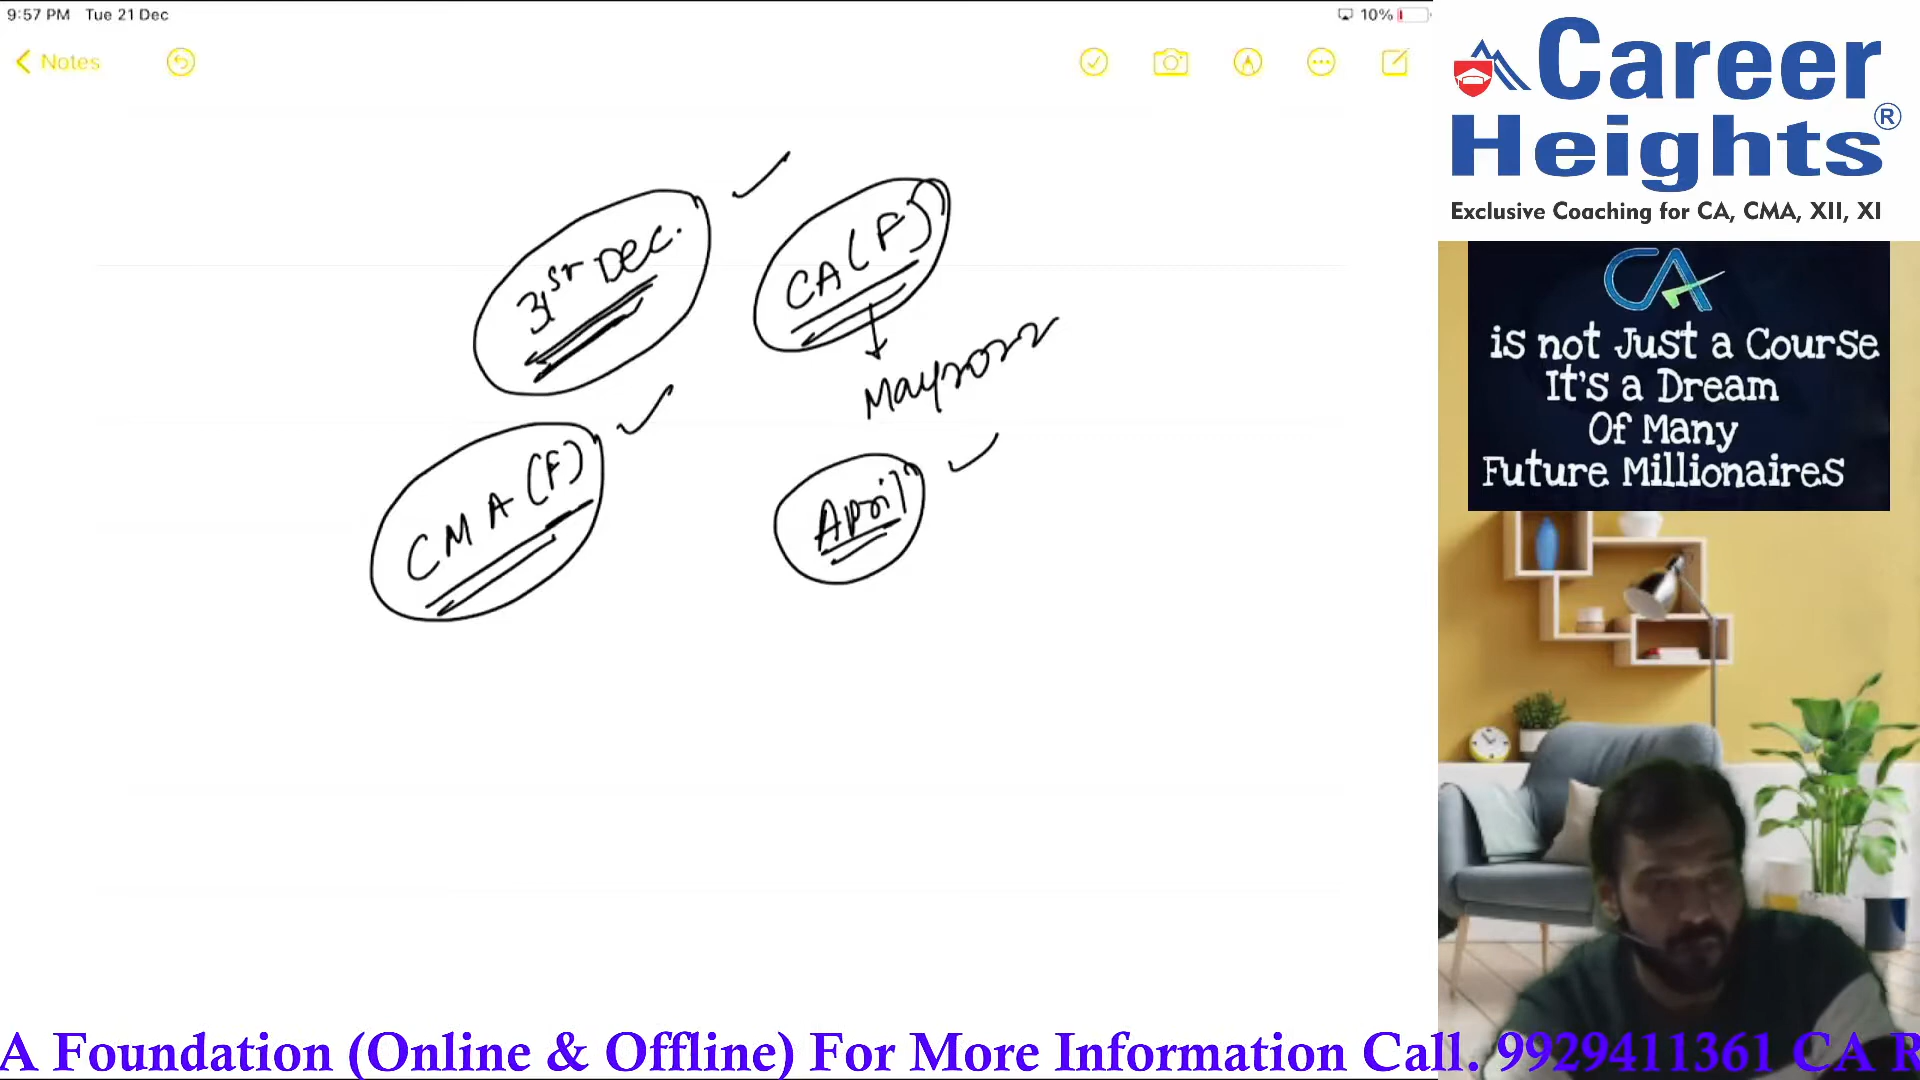 9:57 PM Tue 21 Dec
10%
Notes
31st DEC.
CA (F)
May 2022
CMA (F)
April
Career
Heights®
Exclusive Coaching for CA, CMA, XII, XI
CA
is not Just a Course
It's a Dream
Of Many
Future Millionaires
A Foundation (Online & Offline) For More Information Call. 9929411361 CA R